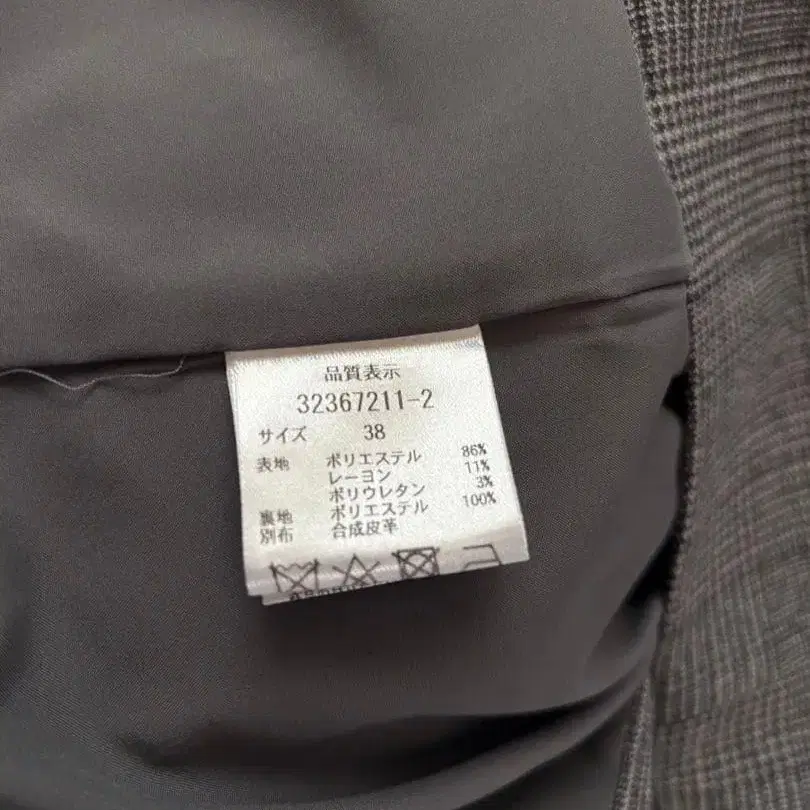 品質表示
32367211-2
サイズ 38
表地 ポリエステル 86%
レーヨン 11%
ポリウレタン 3%
裏地 ポリエステル 100%
別布 合成皮革